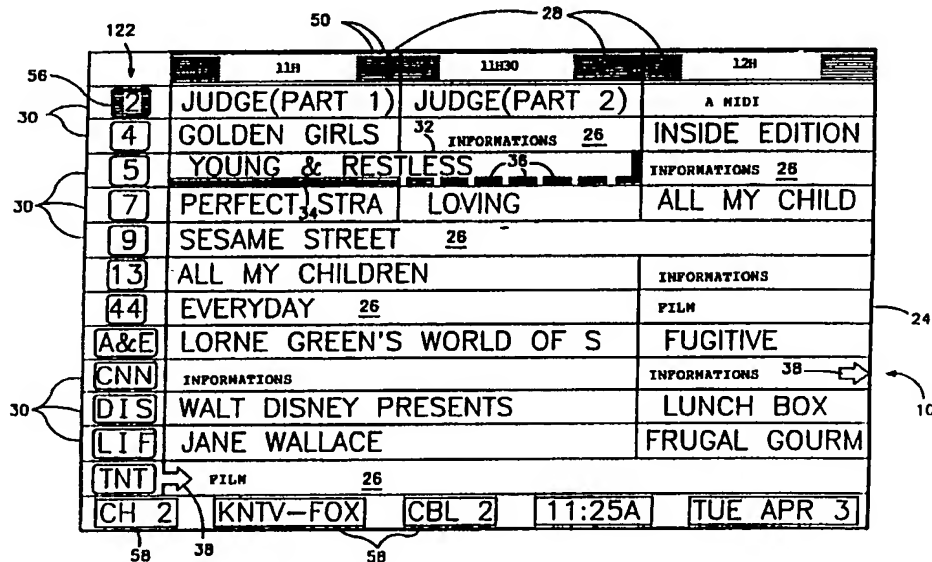 50 28
122
11H 11H30 12H
56
2 JUDGE(PART 1) JUDGE(PART 2) A MIDI
30
4 GOLDEN GIRLS 32 INFORMATIONS 26 INSIDE EDITION
5 YOUNG & RESTLESS 36 INFORMATIONS 26
30
7 PERFECT STRA 34 LOVING ALL MY CHILD
9 SESAME STREET 26
13 ALL MY CHILDREN INFORMATIONS
44 EVERYDAY 26 FILM
24
A&E LORNE GREEN'S WORLD OF S FUGITIVE
CNN INFORMATIONS INFORMATIONS 38
30 10
DIS WALT DISNEY PRESENTS LUNCH BOX
LIF JANE WALLACE FRUGAL GOURM
TNT FILM 26
CH 2 KNTV-FOX CBL 2 11:25A TUE APR 3
58 38 58